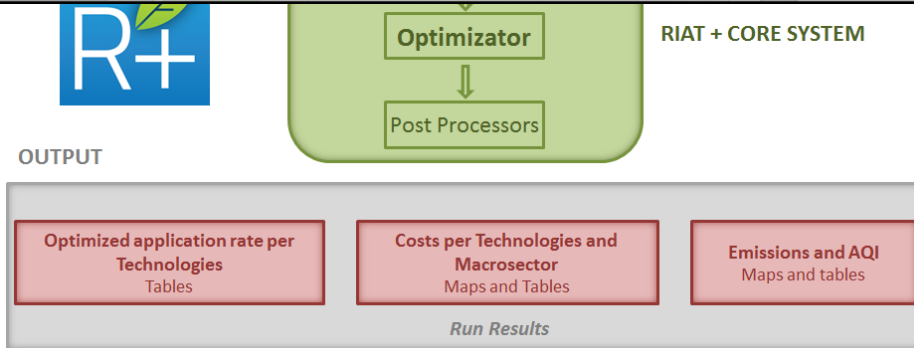 R+
Optimizator
RIAT + CORE SYSTEM
Post Processors
OUTPUT
Optimized application rate per
Technologies
Tables
Costs per Technologies and
Macrosector
Maps and Tables
Emissions and AQI
Maps and tables
Run Results